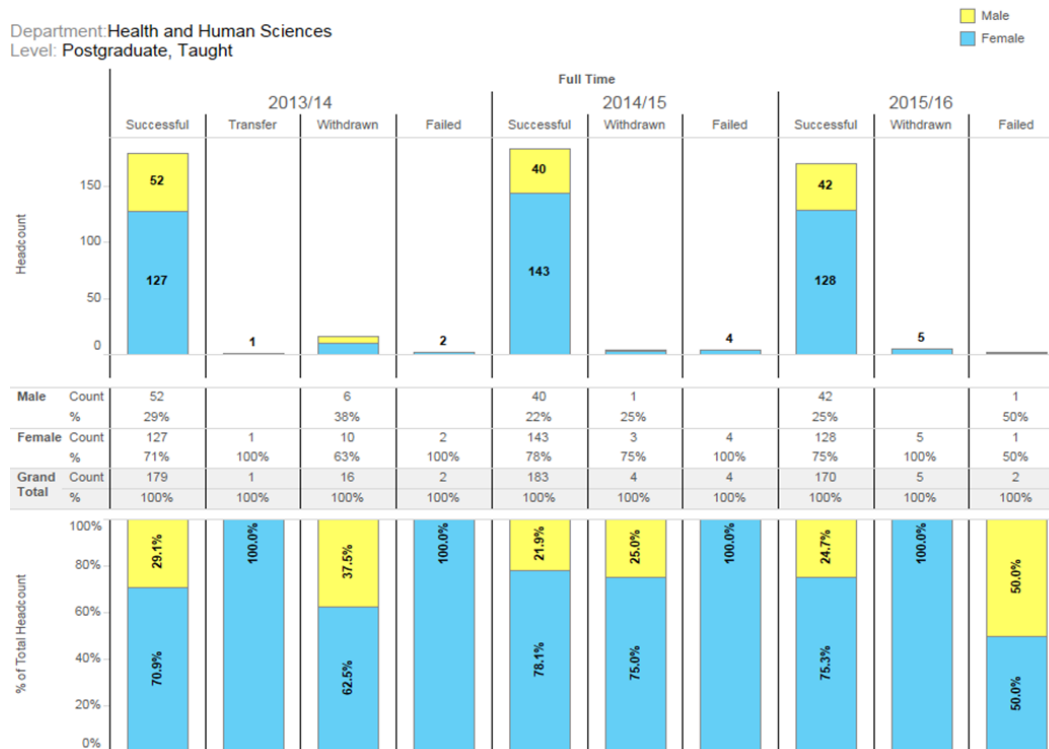 Male
Female
Department:Health and Human Sciences
Level: Postgraduate, Taught
Full Time
2013/14 2014/15 2015/16
Successful Transfer Withdrawn Failed Successful Withdrawn Failed Successful Withdrawn Failed
Headcount
150
100
50
0
52 40 42
127 143 128
1 2 4 5
Male Count 52 6 40 1 42 1
% 29% 38% 22% 25% 25% 50%
Female Count 127 1 10 2 143 3 4 128 5 1
% 71% 100% 63% 100% 78% 75% 100% 75% 100% 50%
Grand Total Count 179 1 16 2 183 4 4 170 5 2
% 100% 100% 100% 100% 100% 100% 100% 100% 100% 100%
% of Total Headcount
100%
80%
60%
40%
20%
0%
29.1% 100.0% 37.5% 100.0% 21.9% 25.0% 100.0% 24.7% 100.0% 50.0%
70.9% 62.5% 78.1% 75.0% 75.3% 50.0%